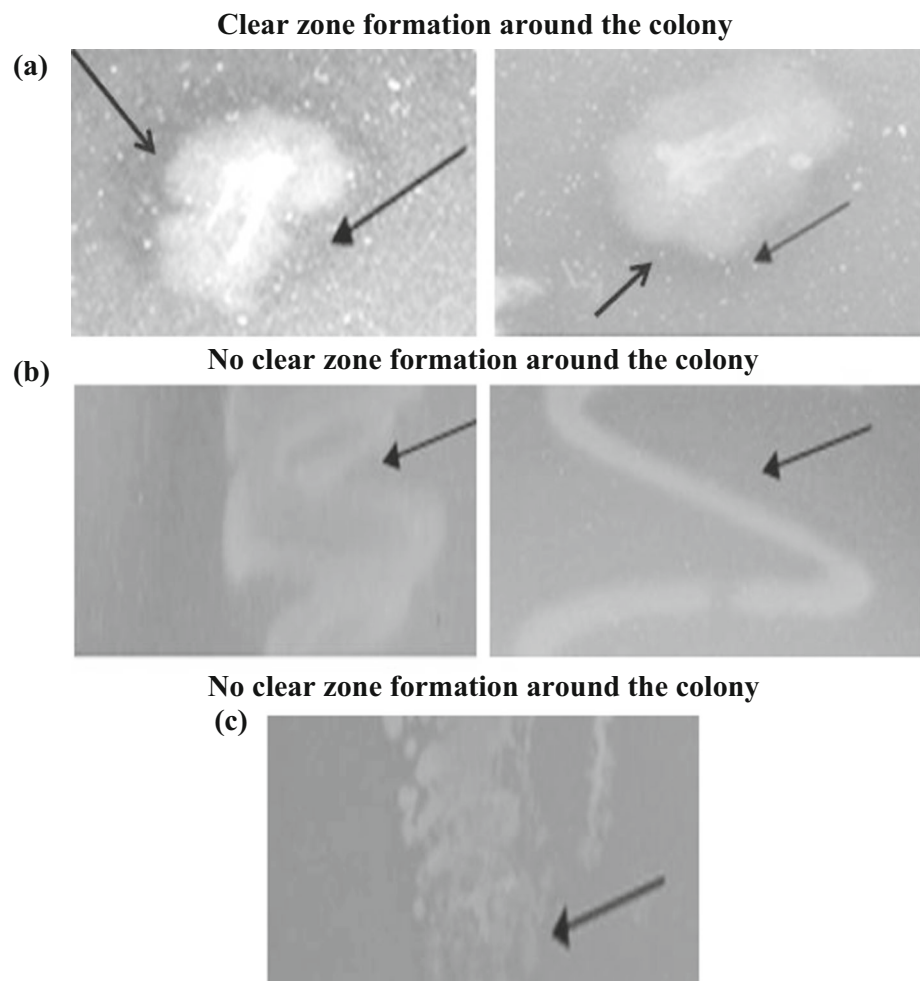 Clear zone formation around the colony
(a)
No clear zone formation around the colony
(b)
No clear zone formation around the colony
(c)